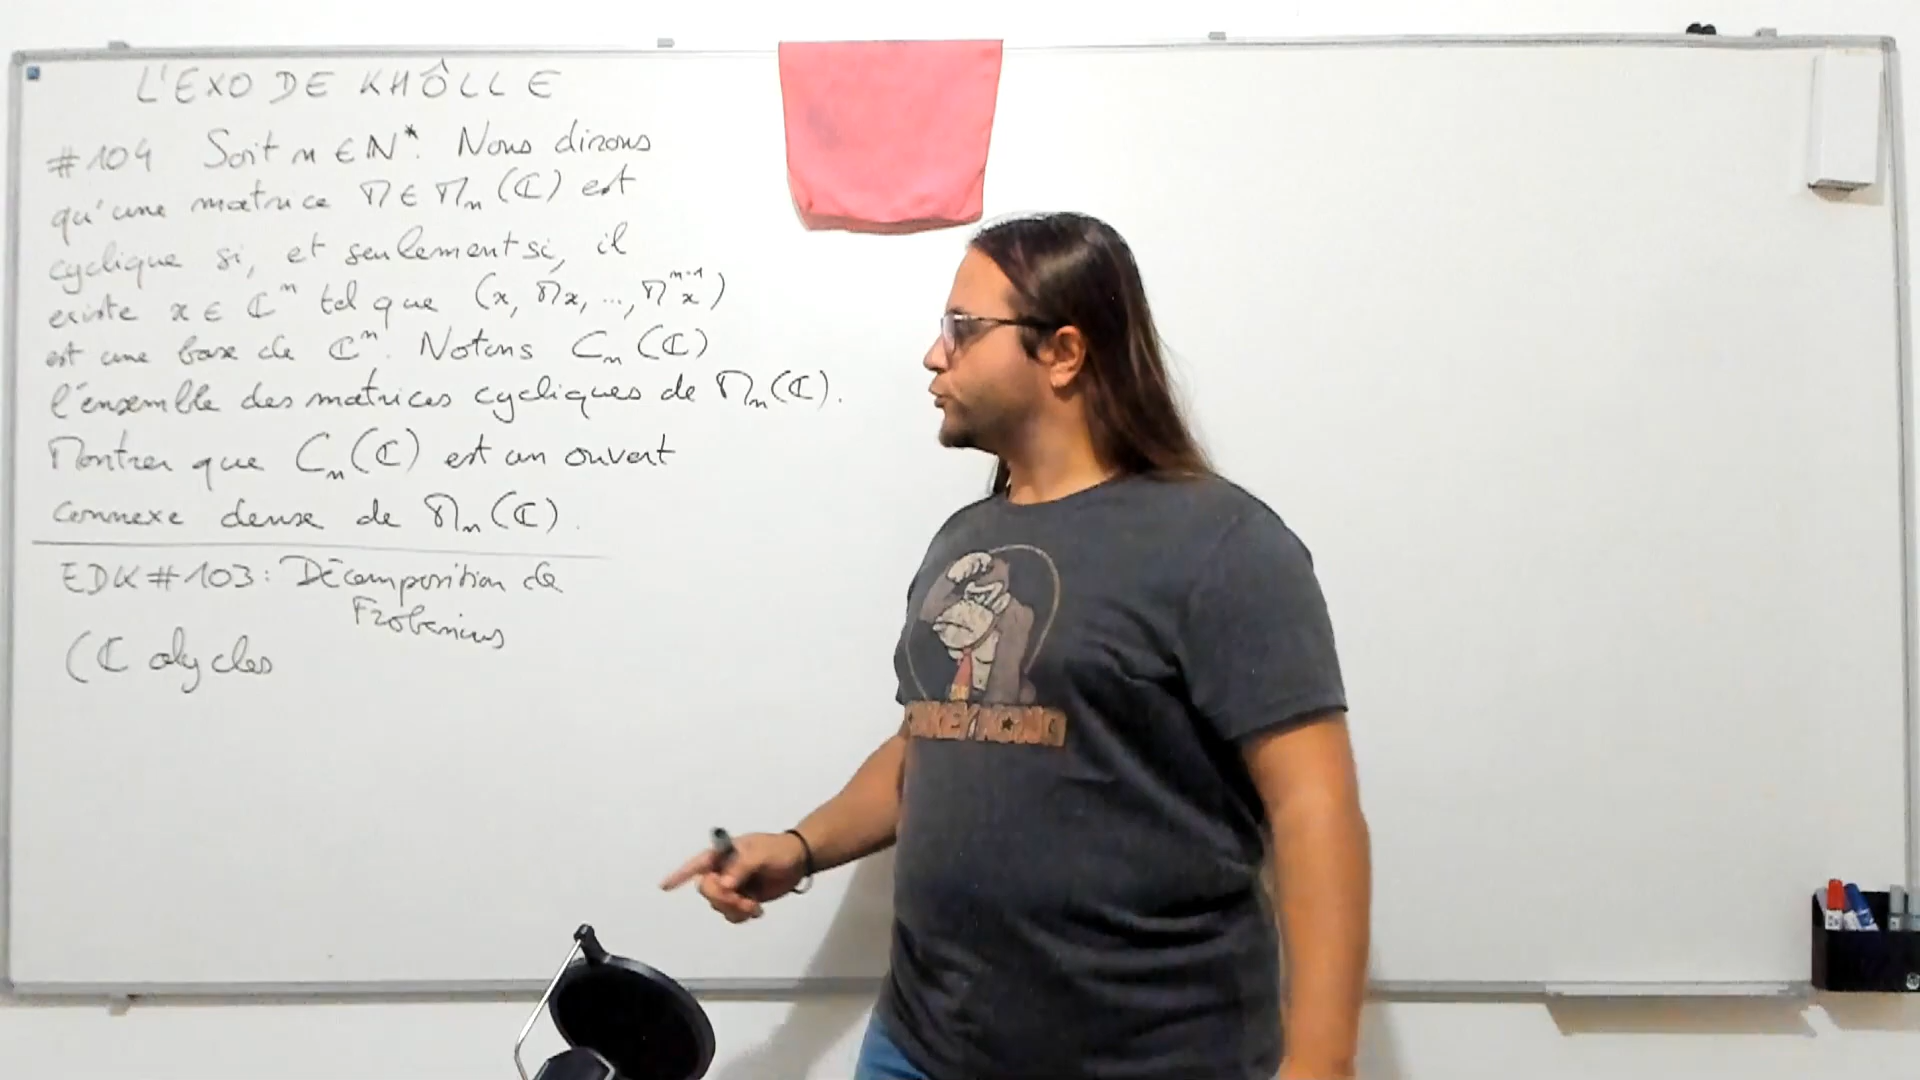 L'EXO DE KHÔLLE
#104 Soit n ∈ ℕ*. Nous dirons
qu'une matrice M ∈ Mₙ(ℂ) est
cyclique si, et seulement si, il
existe x ∈ ℂⁿ tel que (x, Mx, ..., Mⁿ⁻¹x)
est une base de ℂⁿ. Notons Cₙ(ℂ)
l'ensemble des matrices cycliques de Mₙ(ℂ).
Montrer que Cₙ(ℂ) est un ouvert
connexe dense de Mₙ(ℂ).
EDK#103: Décomposition de
Frobenius
(ℂ
DONKEY KONG